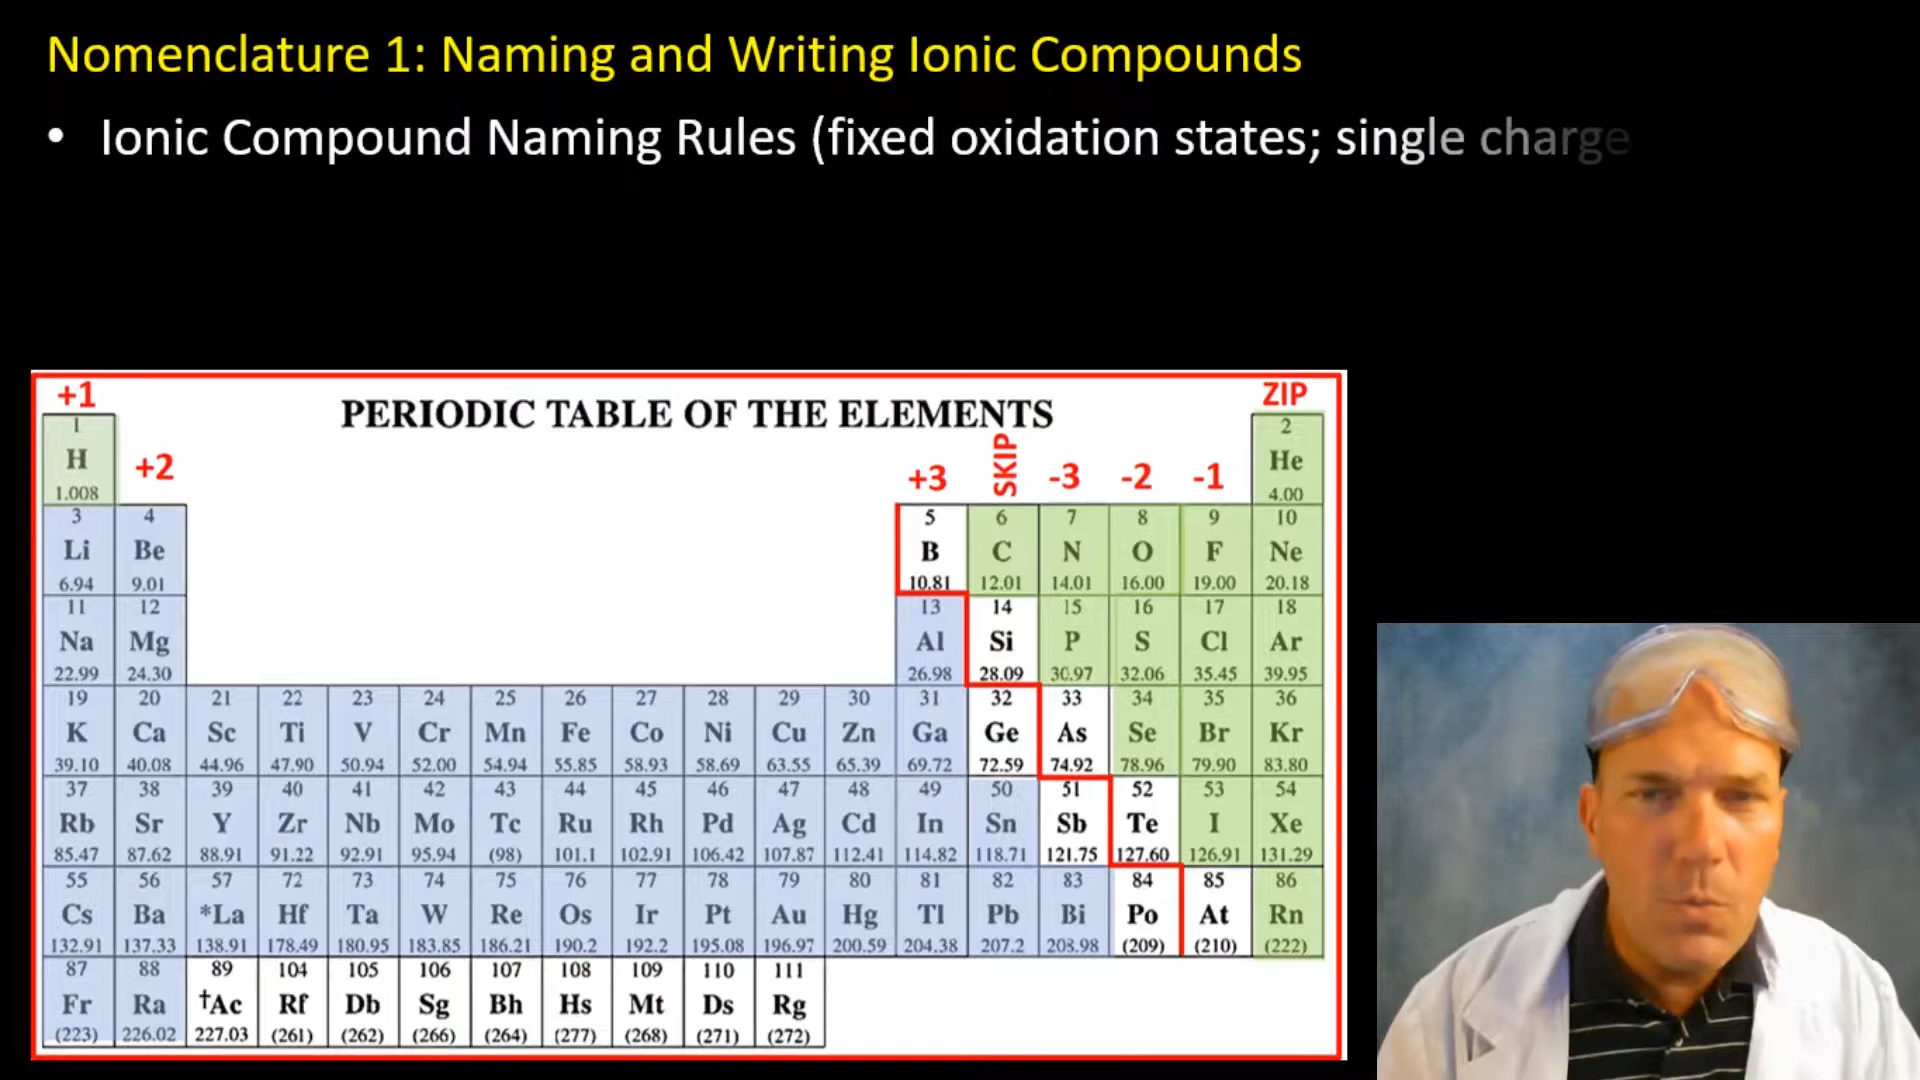 Nomenclature 1: Naming and Writing Ionic Compounds
• Ionic Compound Naming Rules (fixed oxidation states; single charge
+1 ZIP
PERIODIC TABLE OF THE ELEMENTS
+2 +3 SKIP -3 -2 -1
1 2
H He
1.008 4.00
3 4 5 6 7 8 9 10
Li Be B C N O F Ne
6.94 9.01 10.81 12.01 14.01 16.00 19.00 20.18
11 12 13 14 15 16 17 18
Na Mg Al Si P S Cl Ar
22.99 24.30 26.98 28.09 30.97 32.06 35.45 39.95
19 20 21 22 23 24 25 26 27 28 29 30 31 32 33 34 35 36
K Ca Sc Ti V Cr Mn Fe Co Ni Cu Zn Ga Ge As Se Br Kr
39.10 40.08 44.96 47.90 50.94 52.00 54.94 55.85 58.93 58.69 63.55 65.39 69.72 72.59 74.92 78.96 79.90 83.80
37 38 39 40 41 42 43 44 45 46 47 48 49 50 51 52 53 54
Rb Sr Y Zr Nb Mo Tc Ru Rh Pd Ag Cd In Sn Sb Te I Xe
85.47 87.62 88.91 91.22 92.91 95.94 (98) 101.1 102.91 106.42 107.87 112.41 114.82 118.71 121.75 127.60 126.91 131.29
55 56 57 72 73 74 75 76 77 78 79 80 81 82 83 84 85 86
Cs Ba *La Hf Ta W Re Os Ir Pt Au Hg Tl Pb Bi Po At Rn
132.91 137.33 138.91 178.49 180.95 183.85 186.21 190.2 192.2 195.08 196.97 200.59 204.38 207.2 208.98 (209) (210) (222)
87 88 89 104 105 106 107 108 109 110 111
Fr Ra †Ac Rf Db Sg Bh Hs Mt Ds Rg
(223) 226.02 227.03 (261) (262) (266) (264) (277) (268) (271) (272)